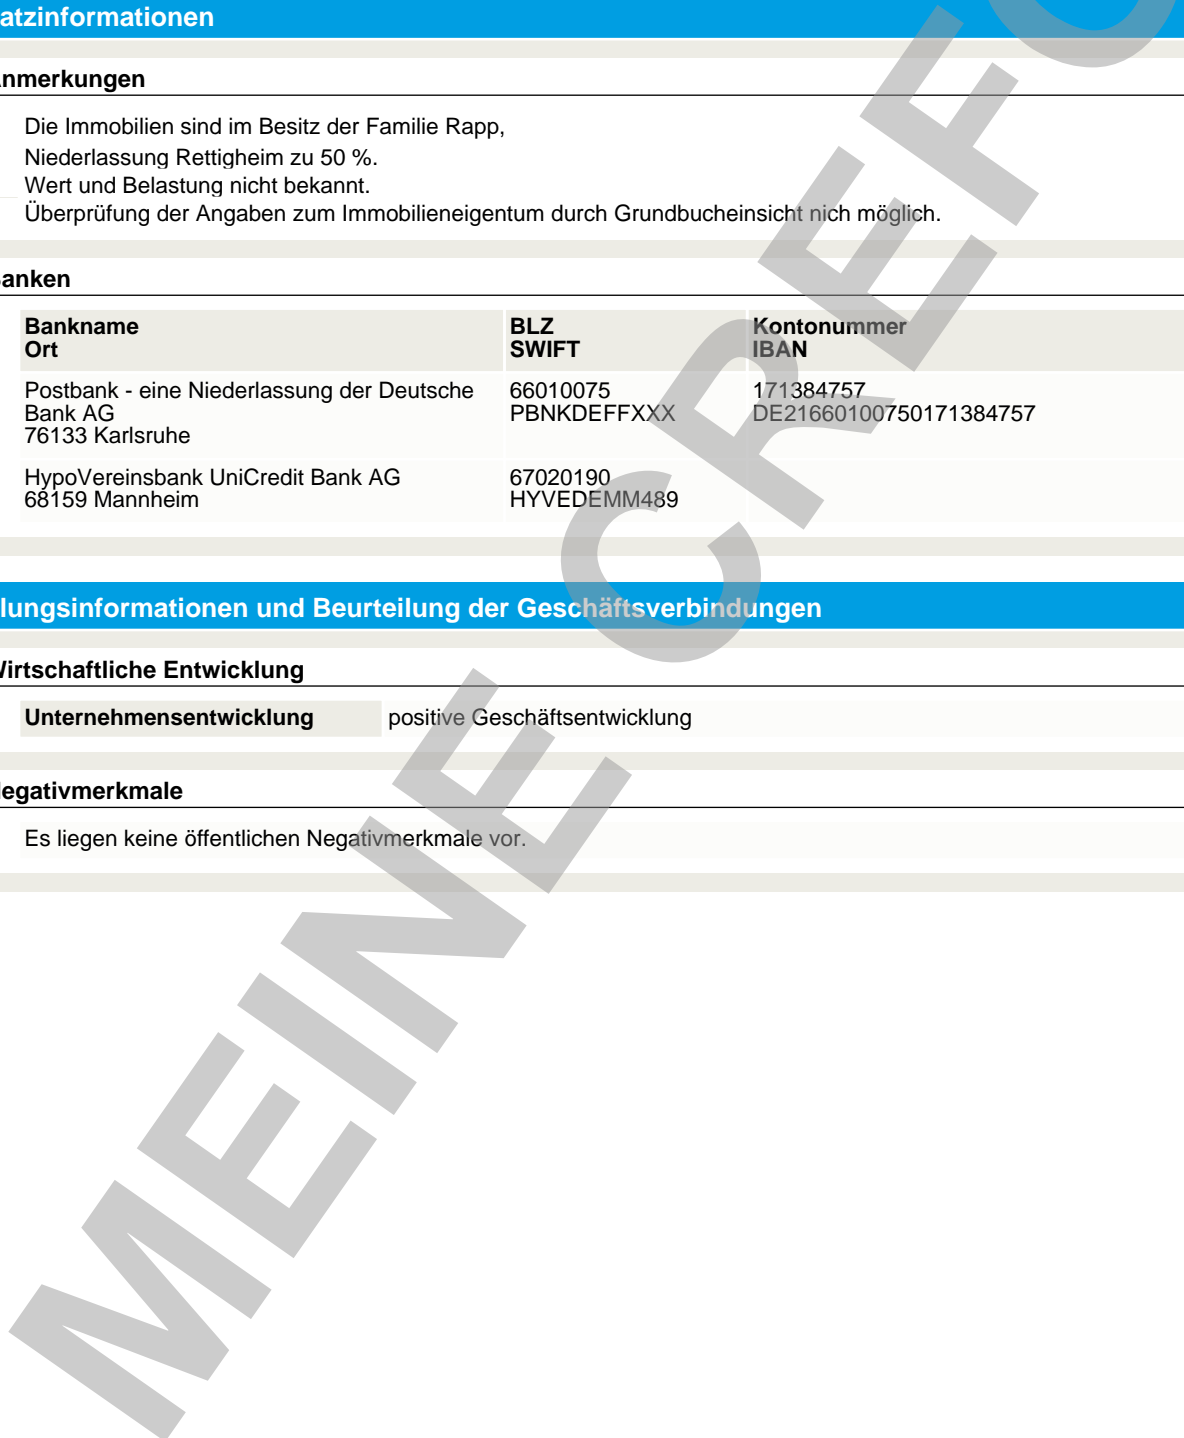 atzinformationen
nmerkungen
Die Immobilien sind im Besitz der Familie Rapp,
Niederlassung Rettigheim zu 50 %.
Wert und Belastung nicht bekannt.
Überprüfung der Angaben zum Immobilieneigentum durch Grundbucheinsicht nich möglich.
anken
Bankname BLZ Kontonummer
Ort SWIFT IBAN
Postbank - eine Niederlassung der Deutsche 66010075 171384757
Bank AG PBNKDEFFXXX DE21660100750171384757
76133 Karlsruhe
HypoVereinsbank UniCredit Bank AG 67020190
68159 Mannheim HYVEDEMM489
lungsinformationen und Beurteilung der Geschäftsverbindungen
Wirtschaftliche Entwicklung
Unternehmensentwicklung positive Geschäftsentwicklung
egativmerkmale
Es liegen keine öffentlichen Negativmerkmale vor.
MEINE CREFO